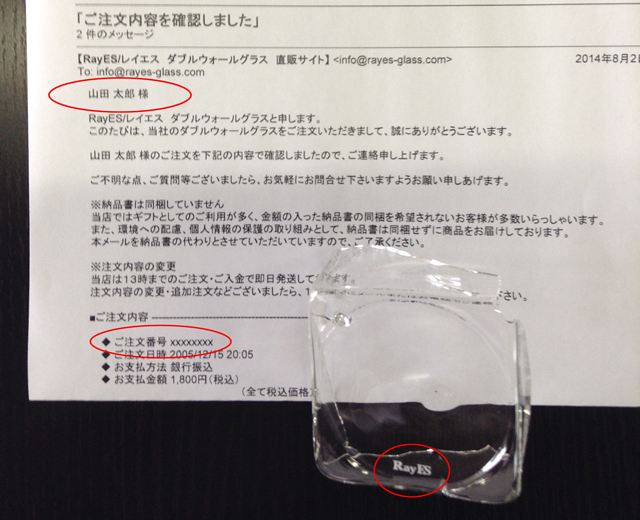 「ご注文内容を確認しました」
2 件のメッセージ
【RayES/レイエス ダブルウォールグラス 直販サイト】 <info@rayes-glass.com>
2014年8月2
To: info@rayes-glass.com
山田 太郎 様
RayES/レイエス ダブルウォールグラスと申します。
このたびは、当社のダブルウォールグラスをご注文いただきまして、誠にありがとうございます。
山田 太郎 様のご注文を下記の内容で確認しましたので、ご連絡申し上げます。
ご不明な点、ご質問等ございましたら、お気軽にお問合せ下さいますようお願い申しあげます。
※納品書は同梱していません
当店ではギフトとしてのご利用が多く、金額の入った納品書の同梱を希望されないお客様が多数いらっしゃいます。
また、環境への配慮、個人情報の保護の取り組みとして、納品書は同梱せずに商品をお届けしております。
本メールを納品書の代わりとさせていただいていますので、ご了承ください。
※注文内容の変更
当店は13時までのご注文・ご入金で即日発送して
ます。
注文内容の変更・追加注文などございましたら、1
さい。
■ご注文内容
◆ ご注文番号 xxxxxxxx
◆ ご注文日時 2005/12/15 20:05
◆ お支払方法 銀行振込
◆ お支払金額 1,800円（税込）
（全て税込価格
RayES